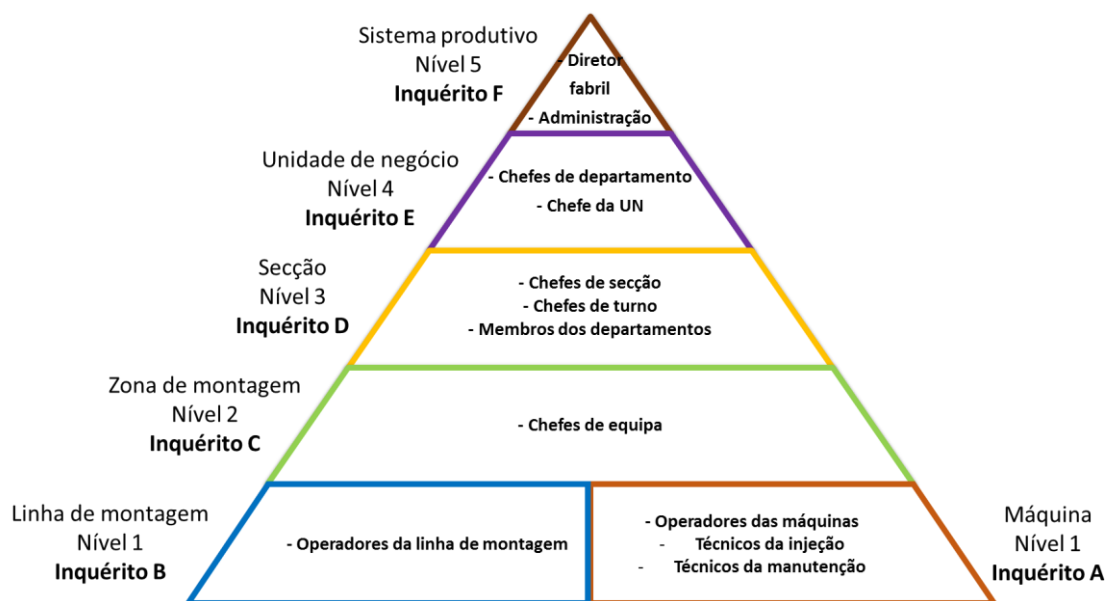 Sistema produtivo
Nível 5
Inquérito F
- Diretor
fabril
- Administração
Unidade de negócio
Nível 4
Inquérito E
- Chefes de departamento
- Chefe da UN
Secção
Nível 3
Inquérito D
- Chefes de secção
- Chefes de turno
- Membros dos departamentos
Zona de montagem
Nível 2
Inquérito C
- Chefes de equipa
Linha de montagem
Nível 1
Inquérito B
- Operadores da linha de montagem
- Operadores das máquinas
- Técnicos da injeção
- Técnicos da manutenção
Máquina
Nível 1
Inquérito A